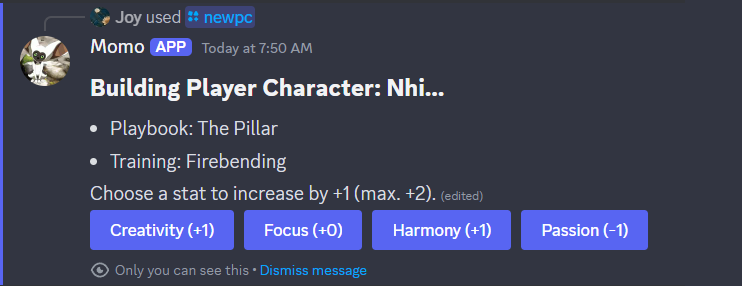 Joy used newpc
Momo APP Today at 7:50 AM
Building Player Character: Nhi...
• Playbook: The Pillar
• Training: Firebending
Choose a stat to increase by +1 (max. +2). (edited)
Creativity (+1) Focus (+0) Harmony (+1) Passion (-1)
Only you can see this • Dismiss message